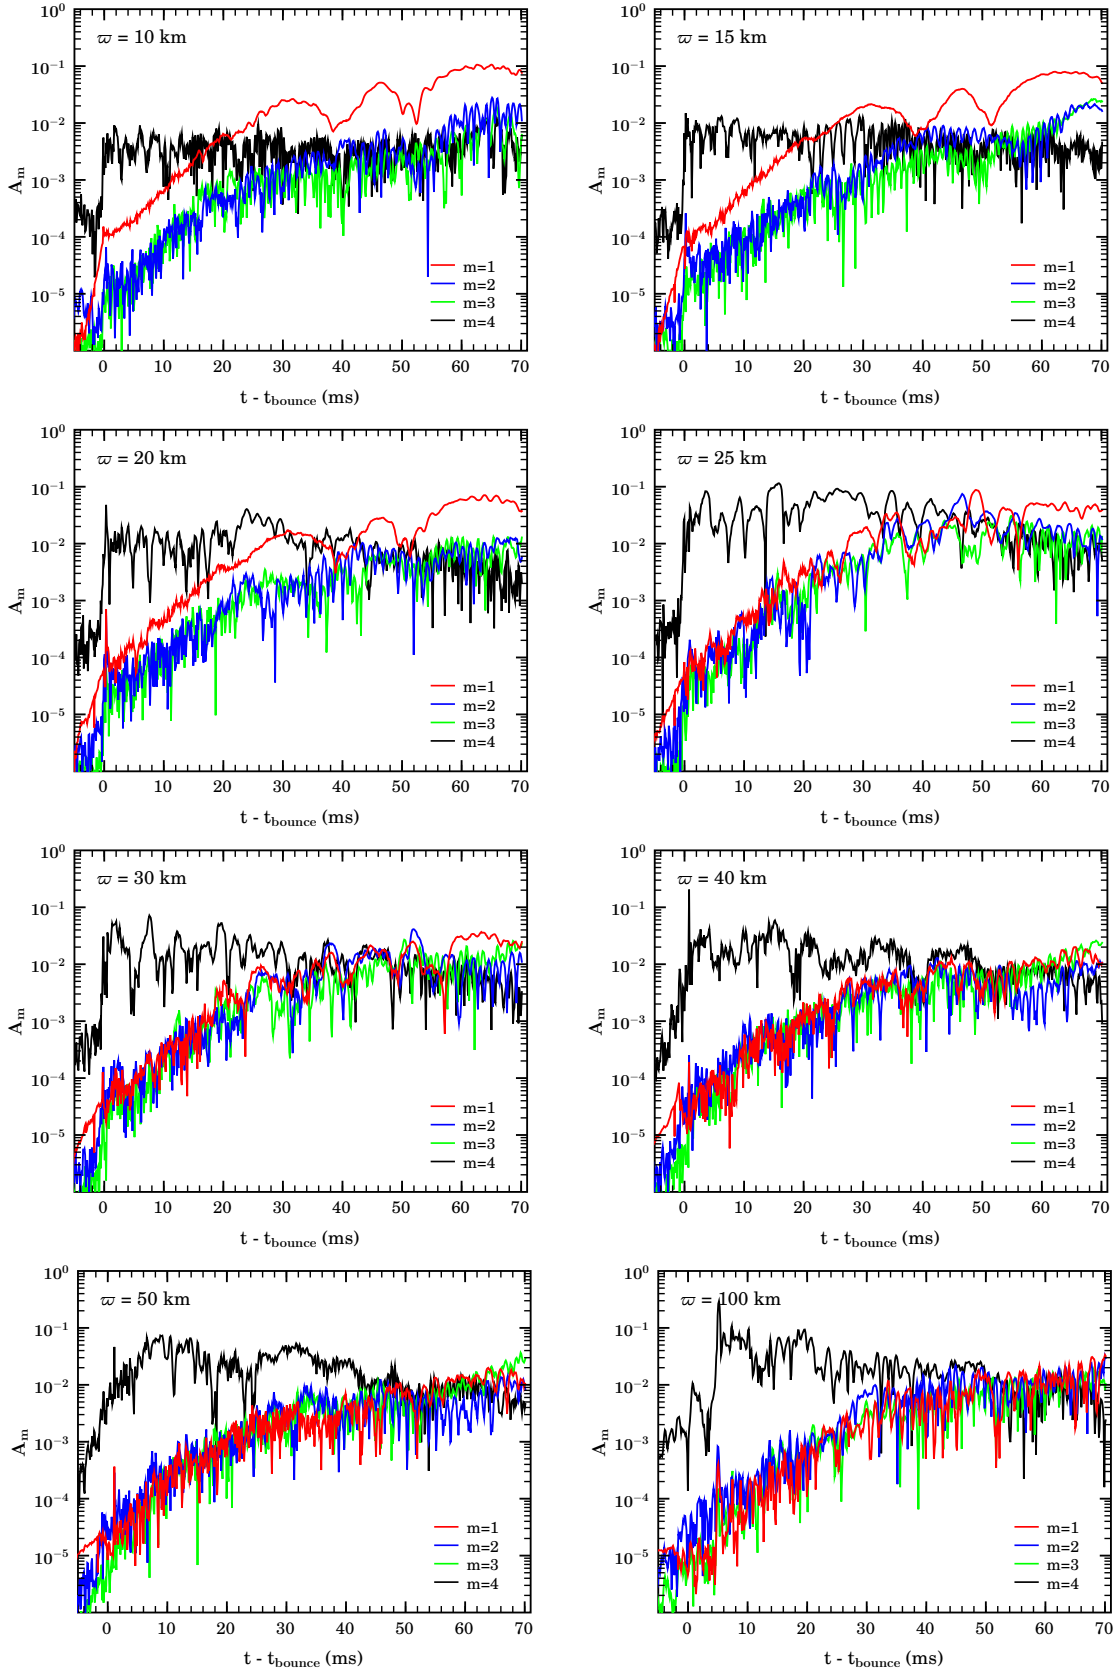 10⁰
10⁻¹
10⁻²
10⁻³
10⁻⁴
10⁻⁵
A_m
ϖ = 10 km
m=1
m=2
m=3
m=4
0 10 20 30 40 50 60 70
t - t_bounce (ms)
10⁰
10⁻¹
10⁻²
10⁻³
10⁻⁴
10⁻⁵
A_m
ϖ = 15 km
m=1
m=2
m=3
m=4
0 10 20 30 40 50 60 70
t - t_bounce (ms)
10⁰
10⁻¹
10⁻²
10⁻³
10⁻⁴
10⁻⁵
A_m
ϖ = 20 km
m=1
m=2
m=3
m=4
0 10 20 30 40 50 60 70
t - t_bounce (ms)
10⁰
10⁻¹
10⁻²
10⁻³
10⁻⁴
10⁻⁵
A_m
ϖ = 25 km
m=1
m=2
m=3
m=4
0 10 20 30 40 50 60 70
t - t_bounce (ms)
10⁰
10⁻¹
10⁻²
10⁻³
10⁻⁴
10⁻⁵
A_m
ϖ = 30 km
m=1
m=2
m=3
m=4
0 10 20 30 40 50 60 70
t - t_bounce (ms)
10⁰
10⁻¹
10⁻²
10⁻³
10⁻⁴
10⁻⁵
A_m
ϖ = 40 km
m=1
m=2
m=3
m=4
0 10 20 30 40 50 60 70
t - t_bounce (ms)
10⁰
10⁻¹
10⁻²
10⁻³
10⁻⁴
10⁻⁵
A_m
ϖ = 50 km
m=1
m=2
m=3
m=4
0 10 20 30 40 50 60 70
t - t_bounce (ms)
10⁰
10⁻¹
10⁻²
10⁻³
10⁻⁴
10⁻⁵
A_m
ϖ = 100 km
m=1
m=2
m=3
m=4
0 10 20 30 40 50 60 70
t - t_bounce (ms)